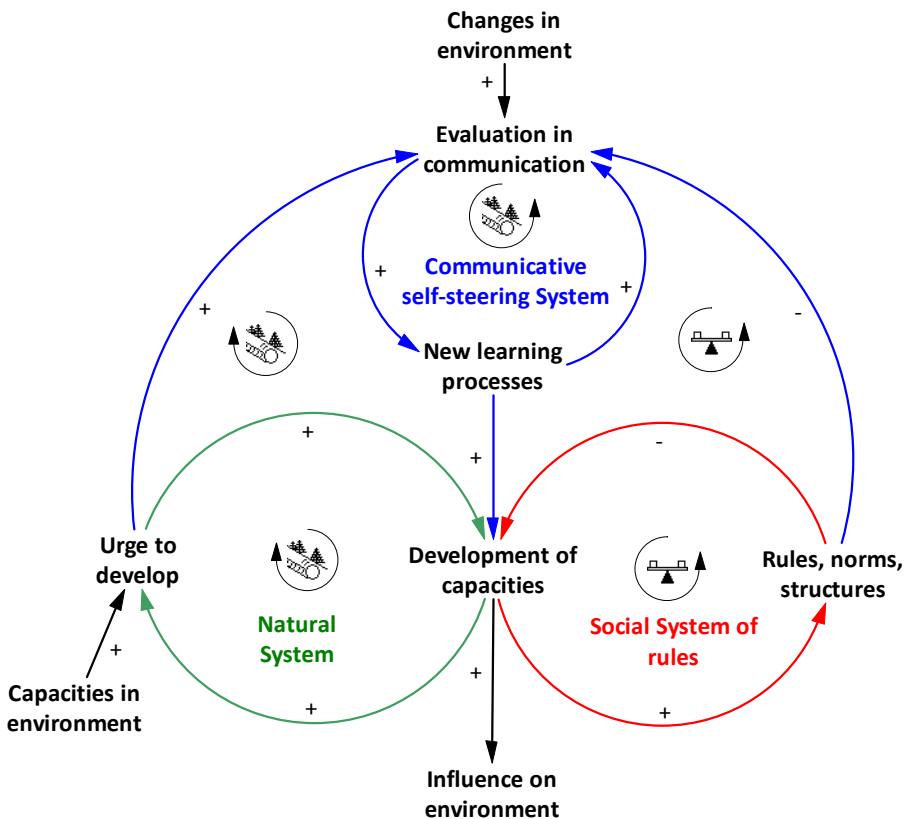 Changes in
environment
+
Evaluation in
communication
Communicative
self-steering System
+
+
+
-
New learning
processes
+
-
+
Urge to
develop
Development of
capacities
Rules, norms,
structures
Natural
System
Social System of
rules
+
+
Capacities in
environment
+
+
Influence on
environment